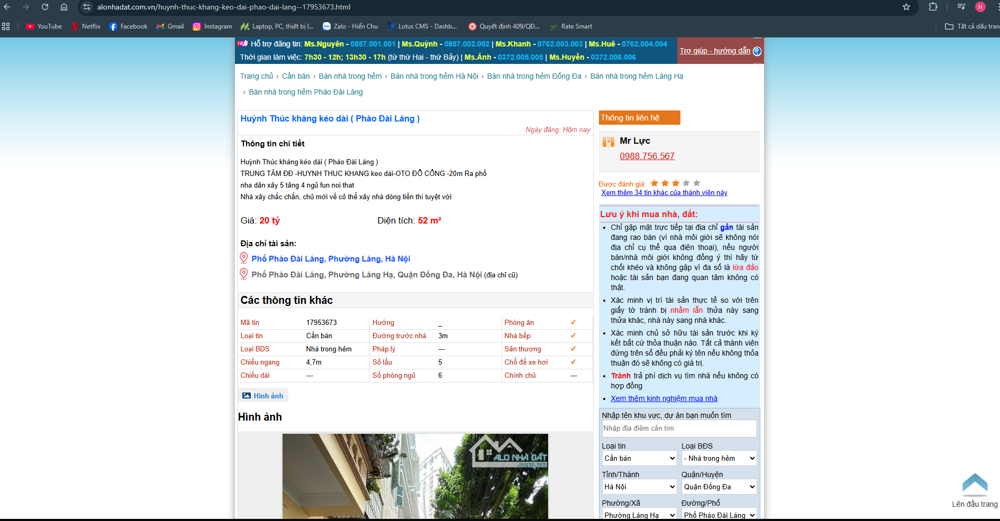 alonhadat.com.vn/huynh-thuc-khang-keo-dai-phao-dai-lang--17953673.html
H
YouTube
Netflix
Facebook
Gmail
Instagram
Laptop, PC, thiết bị l...
Zalo - Hiển Chu
Lotus CMS - Dashb...
Quyết định 409/QĐ...
Rate Smart
Tất cả dấu tran
Hỗ trợ đăng tin: Ms.Nguyên - 0857.001.001 | Ms.Quỳnh - 0857.002.002 | Ms.Khanh - 0762.003.003 | Ms.Huê - 0762.004.004
Thời gian làm việc: 7h30 - 12h; 13h30 - 17h (từ thứ Hai - thứ Bảy) | Ms.Ánh - 0372.005.005 | Ms.Huyền - 0372.006.006
Trợ giúp - hướng dẫn ?
Trang chủ › Cần bán › Bán nhà trong hẻm › Bán nhà trong hẻm Hà Nội › Bán nhà trong hẻm Đống Đa › Bán nhà trong hẻm Láng Hạ
› Bán nhà trong hẻm Pháo Đài Láng
Huỳnh Thúc kháng kéo dài ( Pháo Đài Láng )
Ngày đăng: Hôm nay
Thông tin chi tiết
Huỳnh Thúc kháng kéo dài ( Pháo Đài Láng )
TRUNG TÂM ĐĐ -HUYNH THUC KHANG keo dài-OTO ĐỖ CỔNG -20m Ra phố
nha dân xây 5 tâng 4 ngủ fun noi that
Nhà xây chắc chắn, chủ mới về có thể xây nhà dòng tiền thì tuyệt vời
Giá: 20 tỷ
Diện tích: 52 m²
Địa chỉ tài sản:
Phố Pháo Đài Láng, Phường Láng, Hà Nội
Phố Pháo Đài Láng, Phường Láng Hạ, Quận Đống Đa, Hà Nội (địa chỉ cũ)
Các thông tin khác
Mã tin 17953673 Hướng _ Phòng ăn ✓
Loại tin Cần bán Đường trước nhà 3m Nhà bếp ✓
Loại BDS Nhà trong hẻm Pháp lý --- Sân thượng ✓
Chiều ngang 4,7m Số lầu 5 Chổ để xe hơi ✓
Chiều dài --- Số phòng ngủ 6 Chính chủ ---
Hình ảnh
Hình ảnh
ALO NHÀ ĐẤT
.com.vn
Thông tin liên hệ
Mr Lực
0988.756.567
Được đánh giá:
Xem thêm 34 tin khác của thành viên này
Lưu ý khi mua nhà, đất:
• Chỉ gặp mặt trực tiếp tại địa chỉ gần tài sản
đang rao bán (vì nhà môi giới sẽ không nói
địa chỉ cụ thể qua điện thoại), nếu người
bán/nhà môi giới không đồng ý thì hãy từ
chối khéo và không gặp vì đa số là lừa đảo
hoặc tài sản bạn đang quan tâm không có
thật.
• Xác minh vị trí tài sản thực tế so với trên
giấy tờ tránh bị nhầm lẫn thửa này sang
thửa khác, nhà này sang nhà khác.
• Xác minh chủ sở hữu tài sản trước khi ký
kết bất cứ thỏa thuận nào. Tất cả thành viên
đứng trên sổ đều phải ký tên nếu không thỏa
thuận đó sẽ không có giá trị.
• Tránh trả phí dịch vụ tìm nhà nếu không có
hợp đồng
• Xem thêm kinh nghiệm mua nhà
Nhập tên khu vực, dự án bạn muốn tìm
Nhập địa điểm cần tìm
Loại tin Loại BĐS
Cần bán - Nhà trong hẻm
Tỉnh/Thành Quận/Huyện
Hà Nội Quận Đống Đa
Phường/Xã Đường/Phố
Phường Láng Hạ Phố Pháo Đài Láng
Lên đầu trang